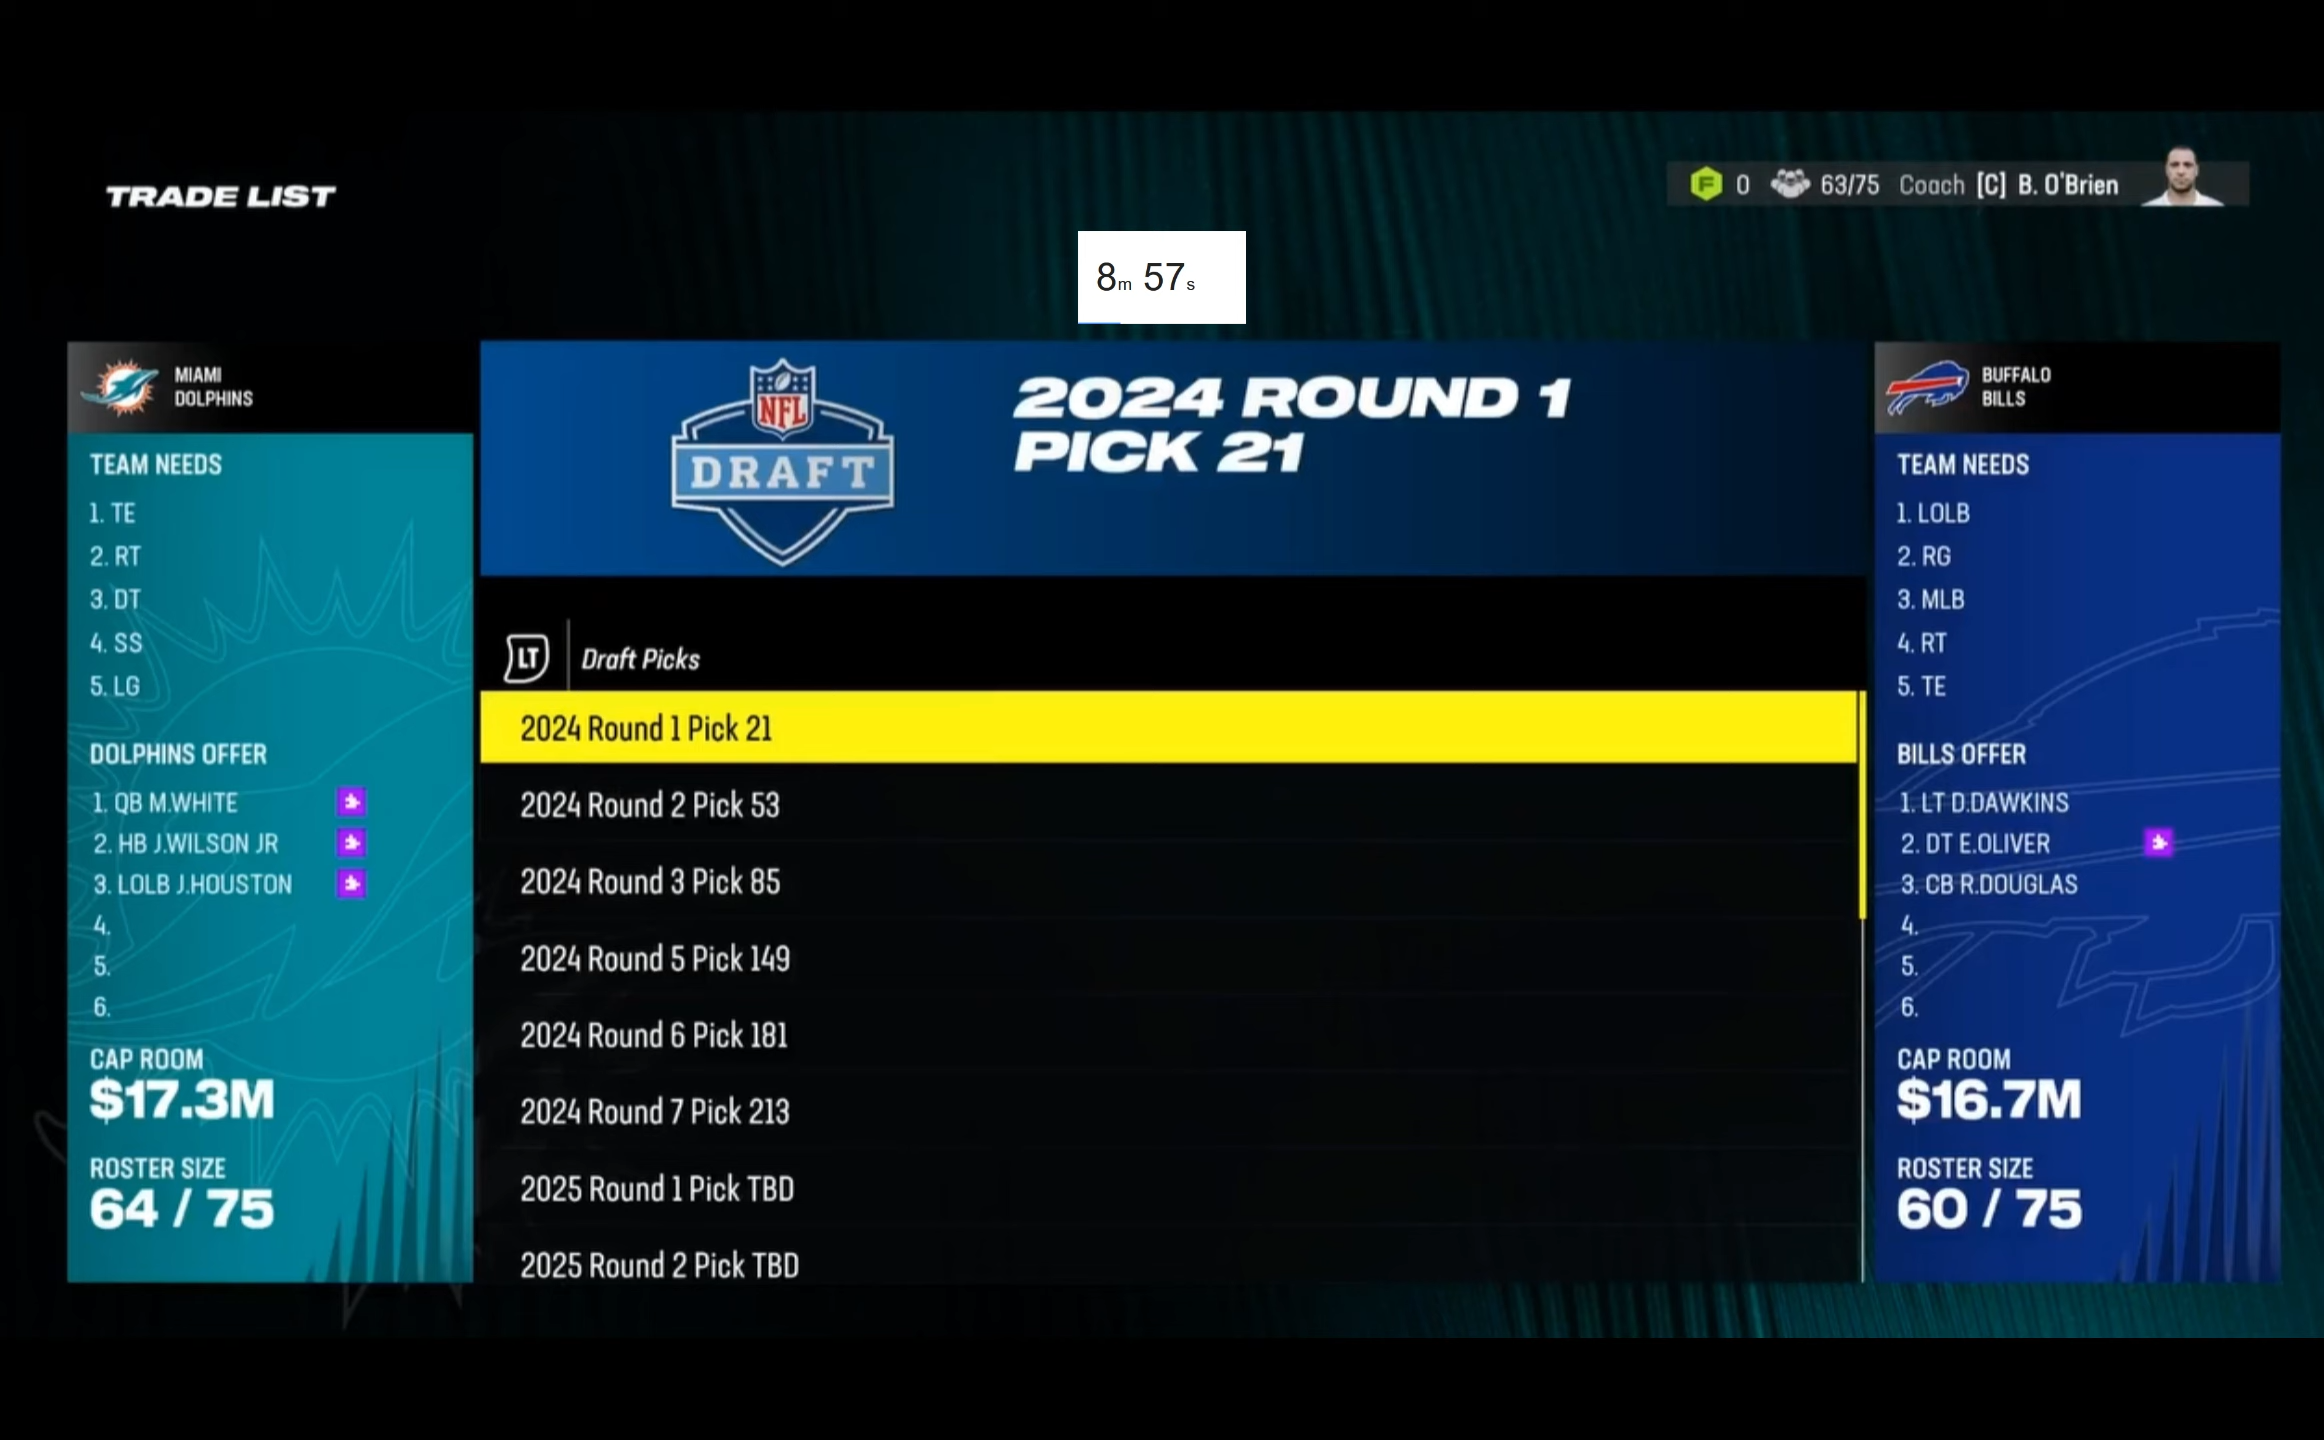 TRADE LIST
F 0 63/75 Coach [C] B. O'Brien
8m 57s
MIAMI
DOLPHINS
TEAM NEEDS
1. TE
2. RT
3. DT
4. SS
5. LG
DOLPHINS OFFER
1. QB M.WHITE
2. HB J.WILSON JR
3. LOLB J.HOUSTON
4.
5.
6.
CAP ROOM
$17.3M
ROSTER SIZE
64 / 75
NFL
DRAFT
2024 ROUND 1
PICK 21
LT Draft Picks
2024 Round 1 Pick 21
2024 Round 2 Pick 53
2024 Round 3 Pick 85
2024 Round 5 Pick 149
2024 Round 6 Pick 181
2024 Round 7 Pick 213
2025 Round 1 Pick TBD
2025 Round 2 Pick TBD
BUFFALO
BILLS
TEAM NEEDS
1. LOLB
2. RG
3. MLB
4. RT
5. TE
BILLS OFFER
1. LT D.DAWKINS
2. DT E.OLIVER
3. CB R.DOUGLAS
4.
5.
6.
CAP ROOM
$16.7M
ROSTER SIZE
60 / 75